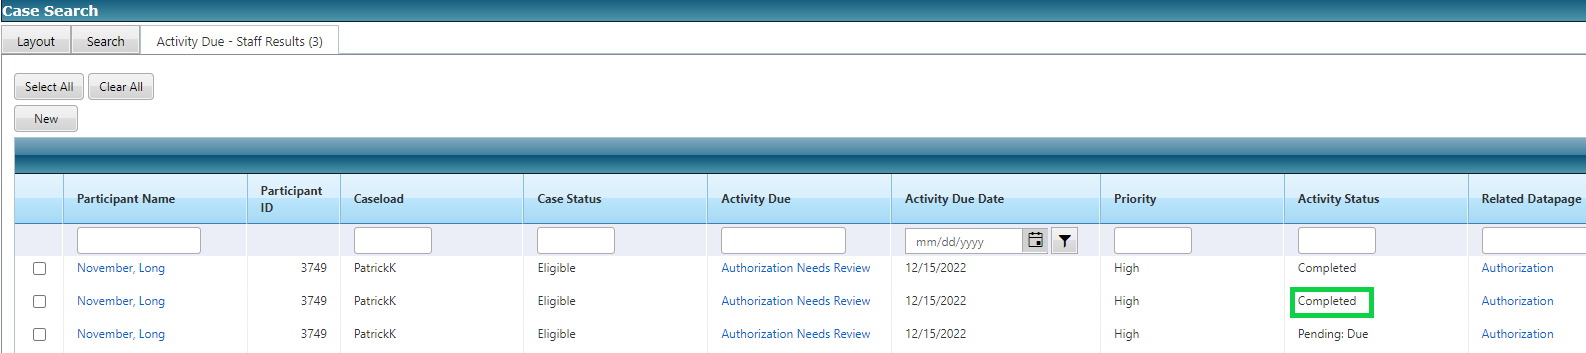 Case Search
Layout Search Activity Due - Staff Results (3)
Select All Clear All
New
Participant Name Participant ID Caseload Case Status Activity Due Activity Due Date Priority Activity Status Related Datapage
mm/dd/yyyy
November, Long 3749 PatrickK Eligible Authorization Needs Review 12/15/2022 High Completed Authorization
November, Long 3749 PatrickK Eligible Authorization Needs Review 12/15/2022 High Completed Authorization
November, Long 3749 PatrickK Eligible Authorization Needs Review 12/15/2022 High Pending: Due Authorization